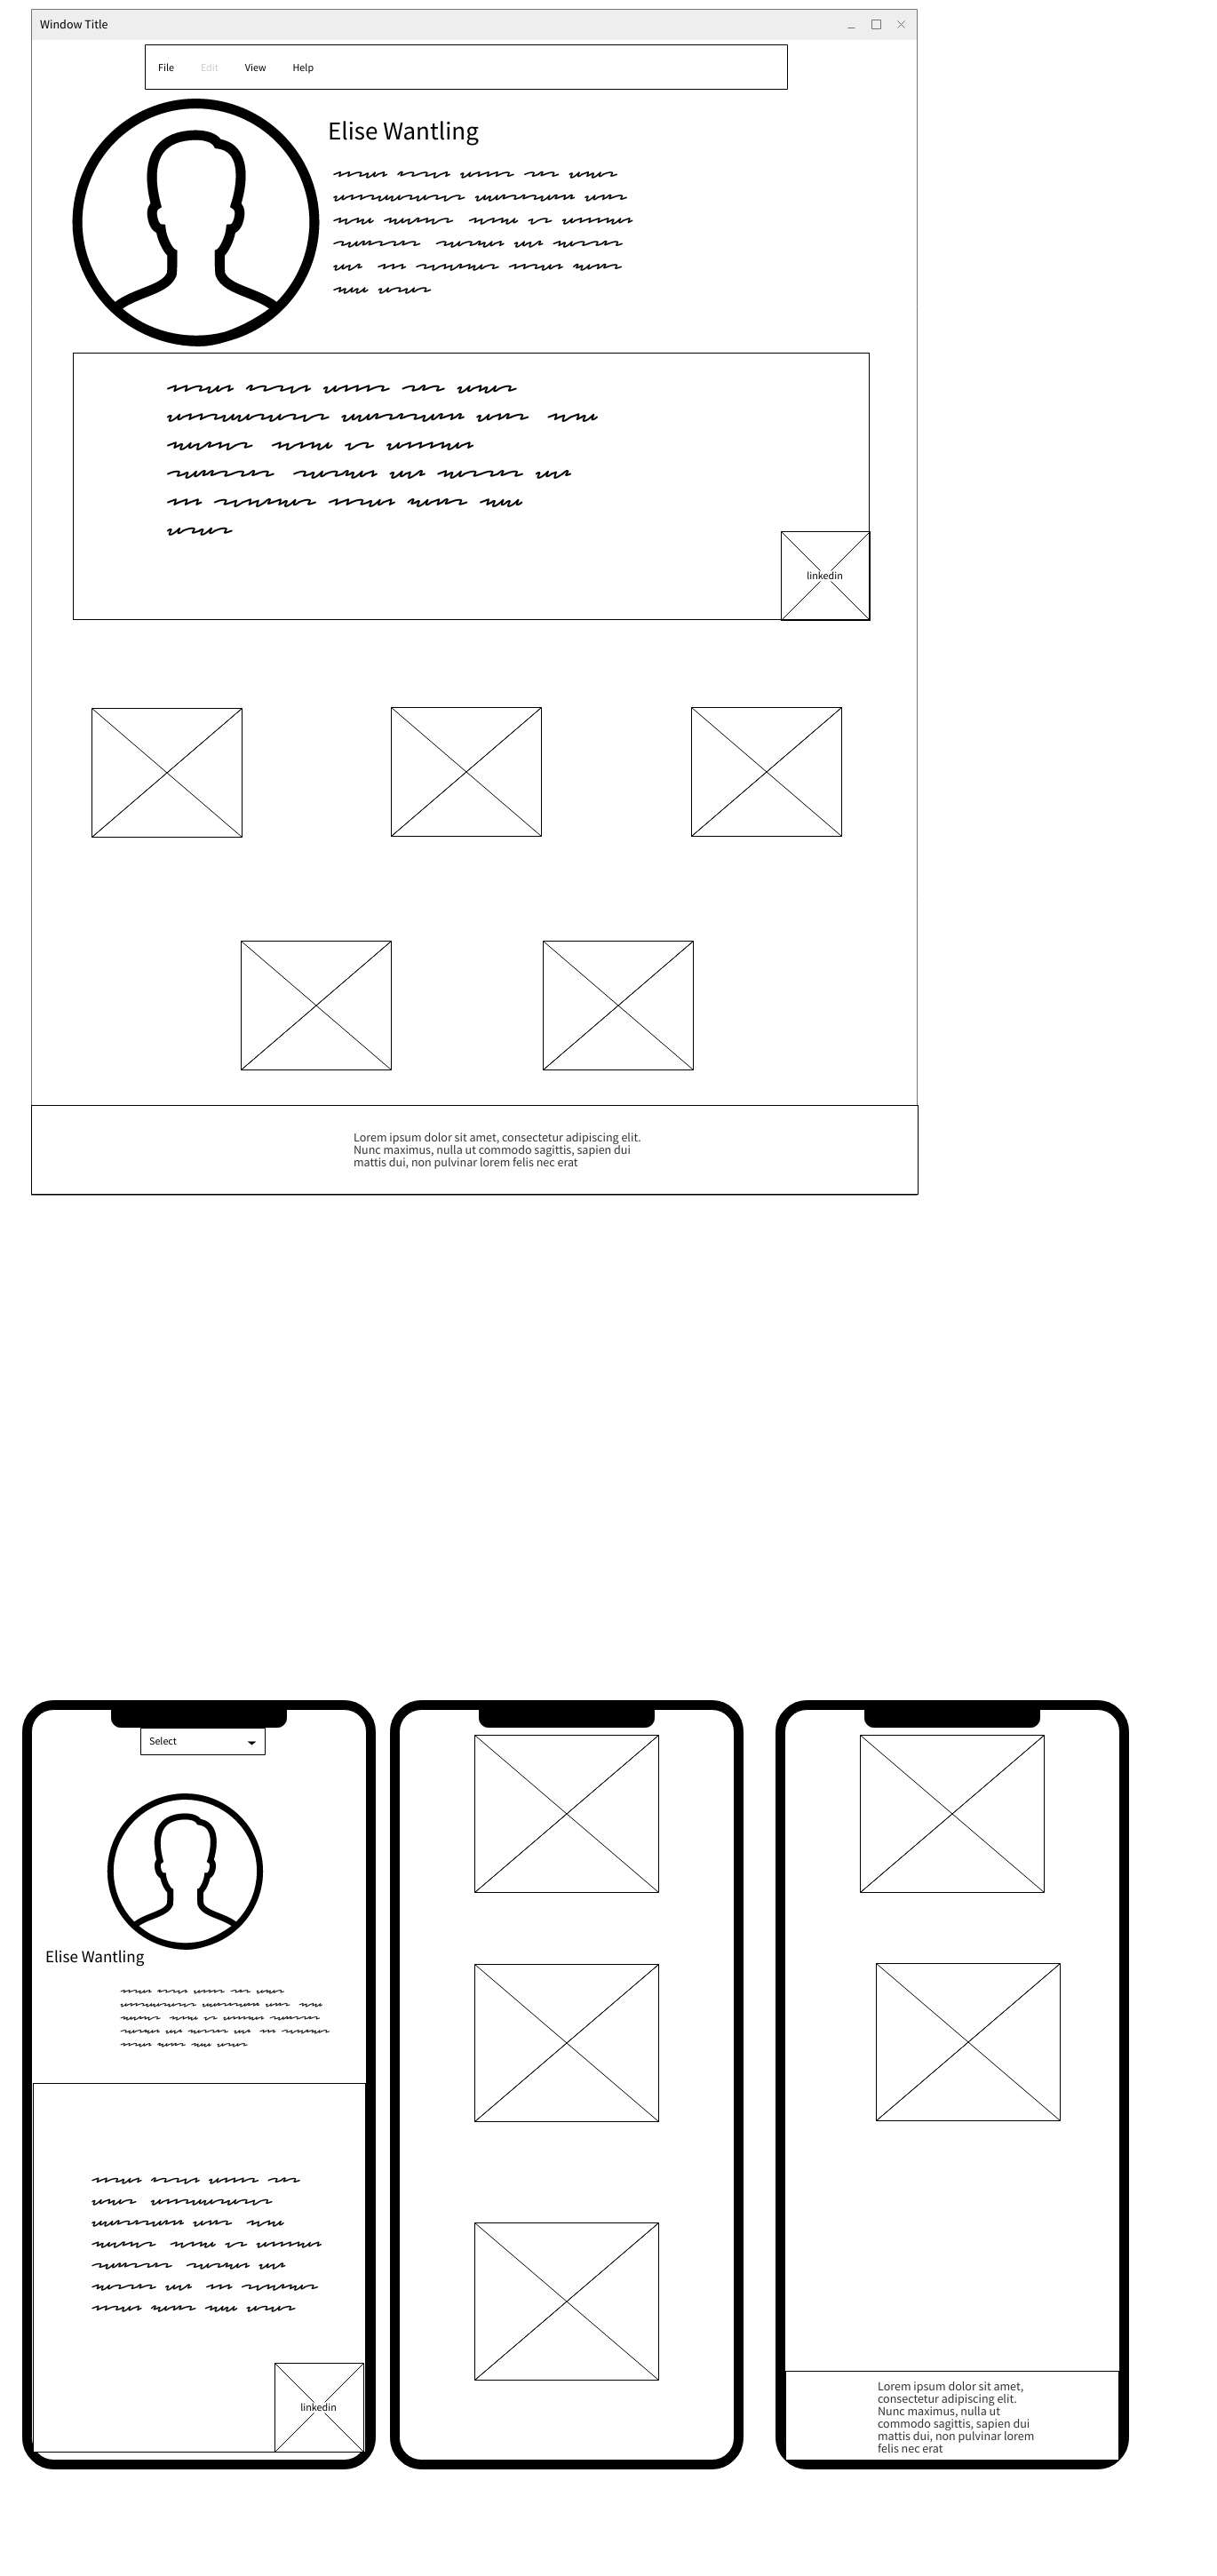 Window Title
File Edit View Help
Elise Wantling
linkedin
Lorem ipsum dolor sit amet, consectetur adipiscing elit.
Nunc maximus, nulla ut commodo sagittis, sapien dui
mattis dui, non pulvinar lorem felis nec erat
Select
Elise Wantling
linkedin
Lorem ipsum dolor sit amet,
consectetur adipiscing elit.
Nunc maximus, nulla ut
commodo sagittis, sapien dui
mattis dui, non pulvinar lorem
felis nec erat